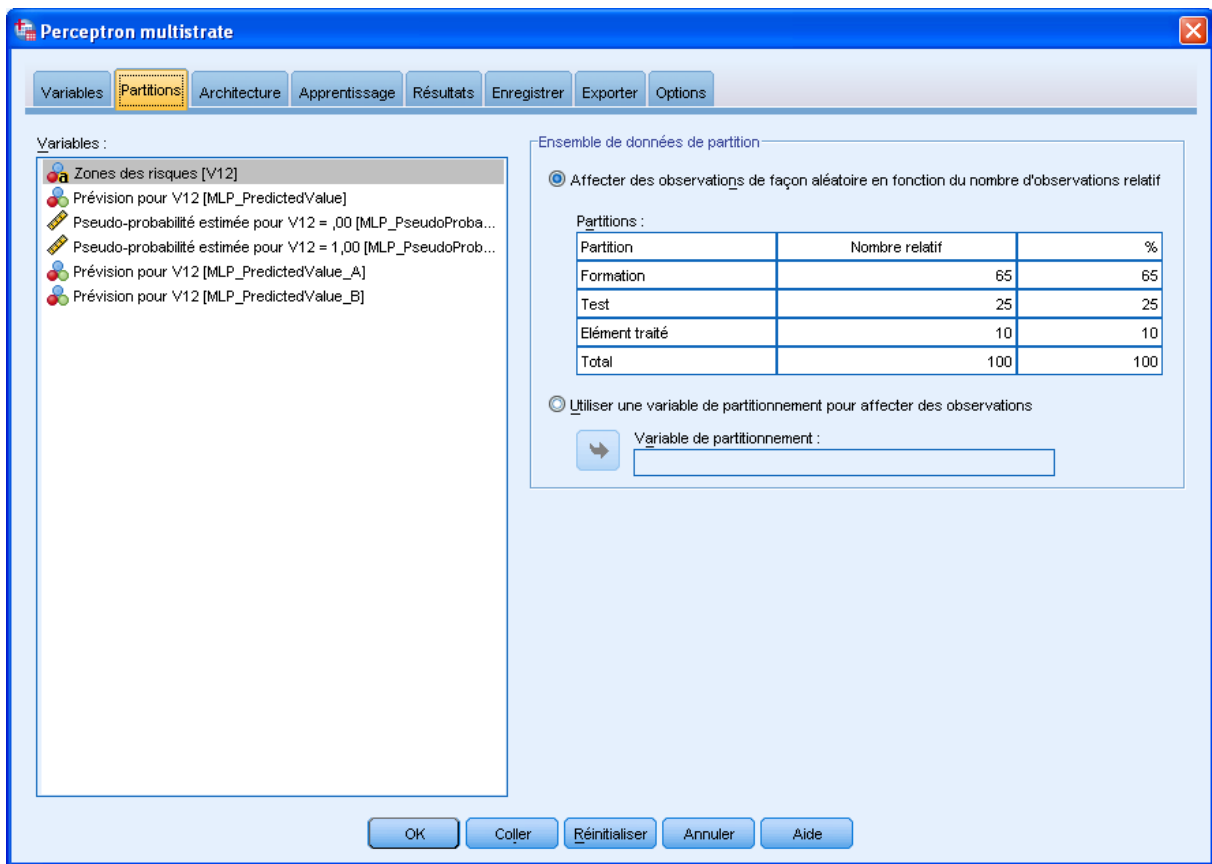 Perceptron multistrate
Variables Partitions Architecture Apprentissage Résultats Enregistrer Exporter Options
Variables :
Zones des risques [V12]
Prévision pour V12 [MLP_PredictedValue]
Pseudo-probabilité estimée pour V12 = ,00 [MLP_PseudoProba...
Pseudo-probabilité estimée pour V12 = 1,00 [MLP_PseudoProb...
Prévision pour V12 [MLP_PredictedValue_A]
Prévision pour V12 [MLP_PredictedValue_B]
Ensemble de données de partition
Affecter des observations de façon aléatoire en fonction du nombre d'observations relatif
Partitions :
Partition Nombre relatif %
Formation 65 65
Test 25 25
Elément traité 10 10
Total 100 100
Utiliser une variable de partitionnement pour affecter des observations
Variable de partitionnement :
OK Coller Réinitialiser Annuler Aide